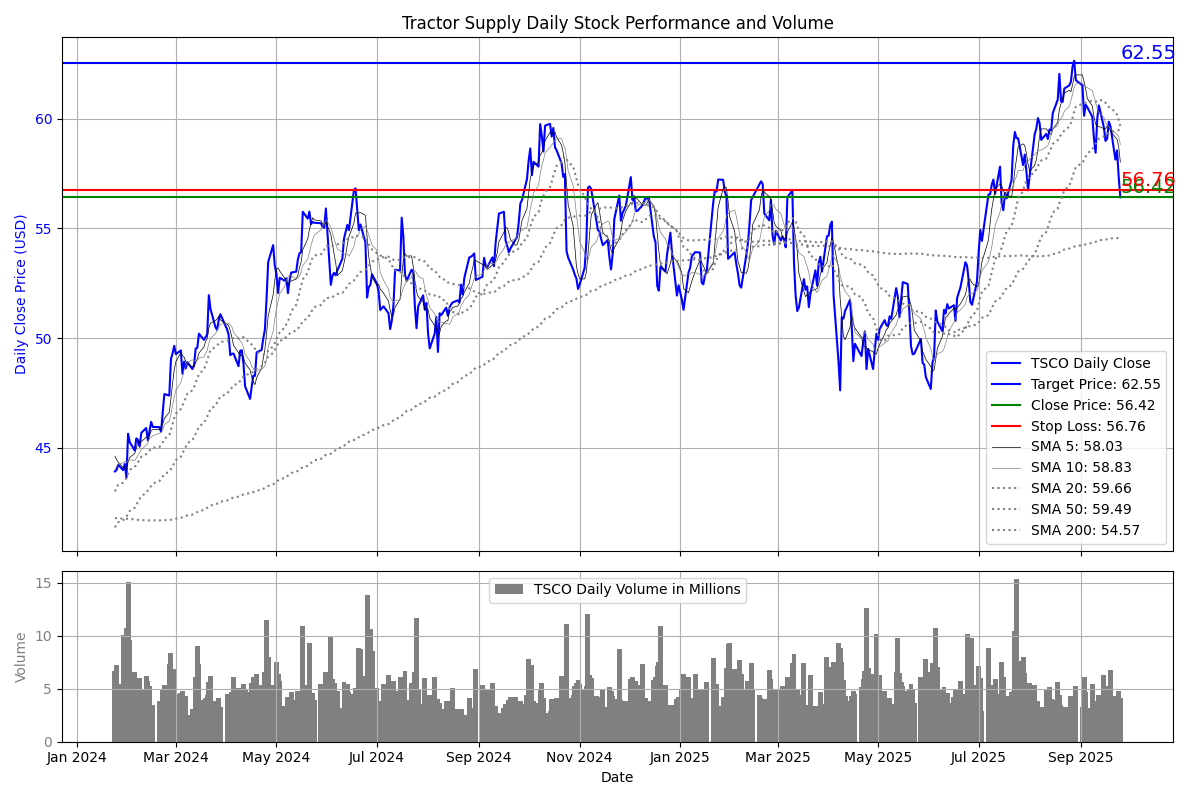 Tractor Supply Daily Stock Performance and Volume
Daily Close Price (USD)
60
55
50
45
62.55
56.76
56.42
TSCO Daily Close
Target Price: 62.55
Close Price: 56.42
Stop Loss: 56.76
SMA 5: 58.03
SMA 10: 58.83
SMA 20: 59.66
SMA 50: 59.49
SMA 200: 54.57
Volume
15
10
5
0
TSCO Daily Volume in Millions
Jan 2024 Mar 2024 May 2024 Jul 2024 Sep 2024 Nov 2024 Jan 2025 Mar 2025 May 2025 Jul 2025 Sep 2025
Date